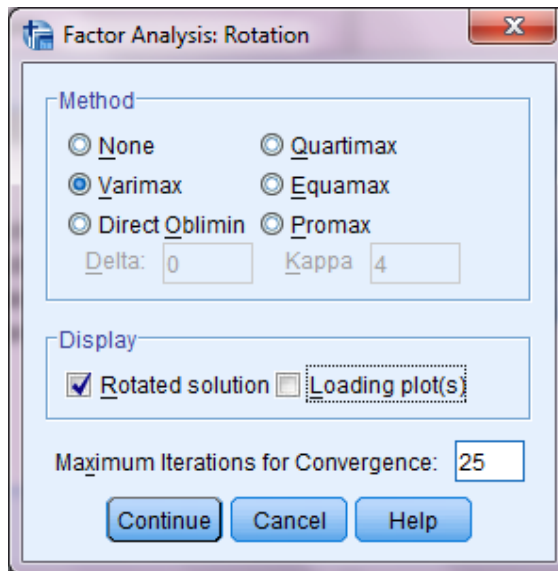 Factor Analysis: Rotation
Method
None Quartimax
Varimax Equamax
Direct Oblimin Promax
Delta: 0 Kappa 4
Display
Rotated solution Loading plot(s)
Maximum Iterations for Convergence: 25
Continue Cancel Help